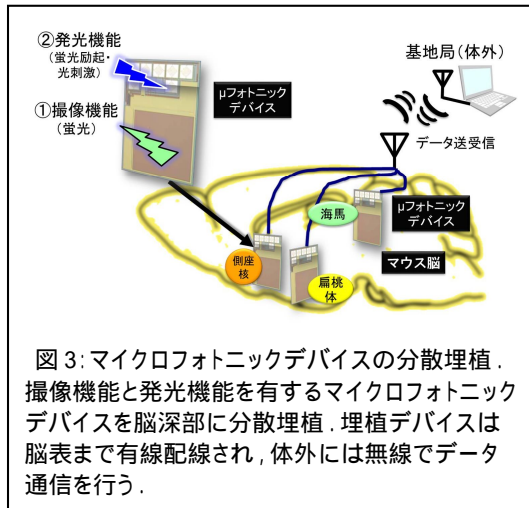 ②発光機能
(蛍光励起・
光刺激)
①撮像機能
(蛍光)
μフォトニック
デバイス
基地局(体外)
データ送受信
海馬
μフォトニック
デバイス
マウス脳
側座
核
扁桃
体
図 3:マイクロフォトニックデバイスの分散埋植.
撮像機能と発光機能を有するマイクロフォトニック
デバイスを脳深部に分散埋植.埋植デバイスは
脳表まで有線配線され,体外には無線でデータ
通信を行う.